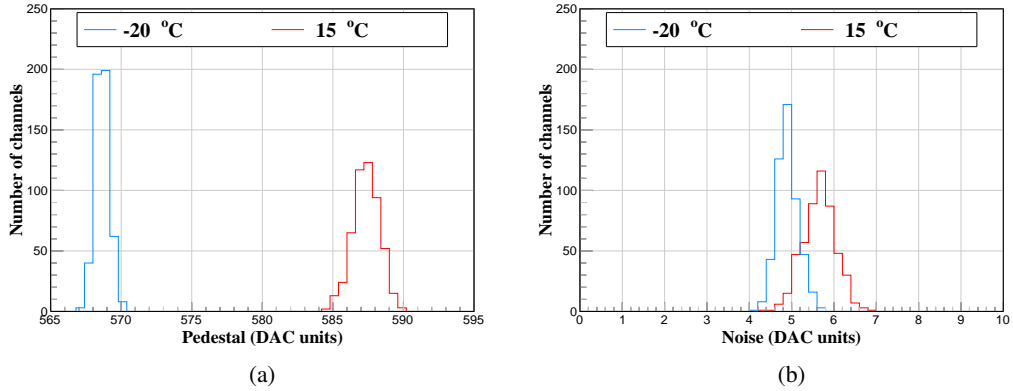 -20 °C 15 °C
Number of channels
250
200
150
100
50
0
565 570 575 580 585 590 595
Pedestal (DAC units)
(a)
-20 °C 15 °C
Number of channels
250
200
150
100
50
0
0 1 2 3 4 5 6 7 8 9 10
Noise (DAC units)
(b)